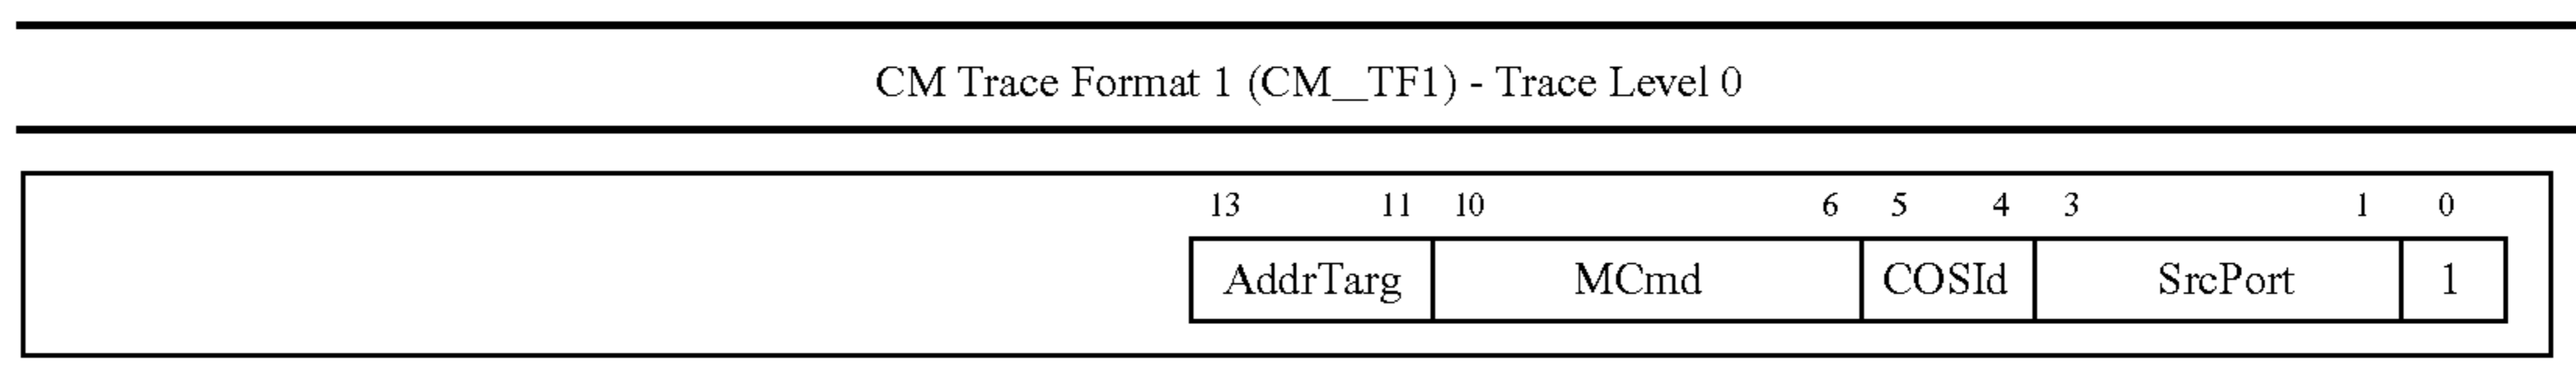 CM Trace Format 1 (CM__TF1) - Trace Level 0
13 11 10 6 5 4 3 1 0
AddrTarg MCmd COSId SrcPort 1